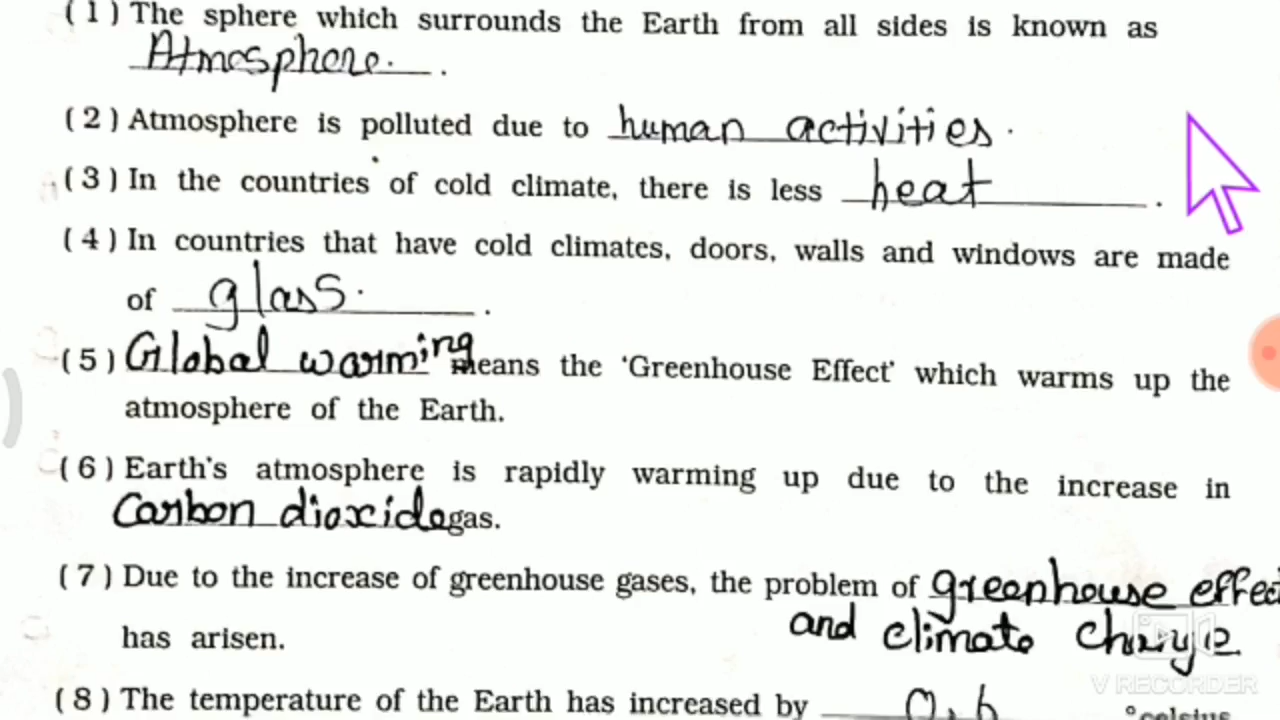 (1) The sphere which surrounds the Earth from all sides is known as
Atmosphere. .
(2) Atmosphere is polluted due to human activities.
(3) In the countries of cold climate, there is less heat .
(4) In countries that have cold climates, doors, walls and windows are made
of glass. .
(5) Global warming means the 'Greenhouse Effect' which warms up the
atmosphere of the Earth.
(6) Earth's atmosphere is rapidly warming up due to the increase in
Carbon dioxide gas.
(7) Due to the increase of greenhouse gases, the problem of greenhouse effect
and climate change
has arisen.
V RECORDER
(8) The temperature of the Earth has increased by °celsius